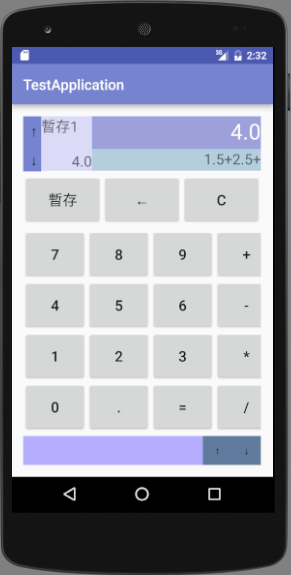 3G 2:32
TestApplication
↑ 暂存1 4.0
↓ 4.0 1.5+2.5+
暂存 ← C
7 8 9 +
4 5 6 -
1 2 3 *
0 . = /
↑ ↓